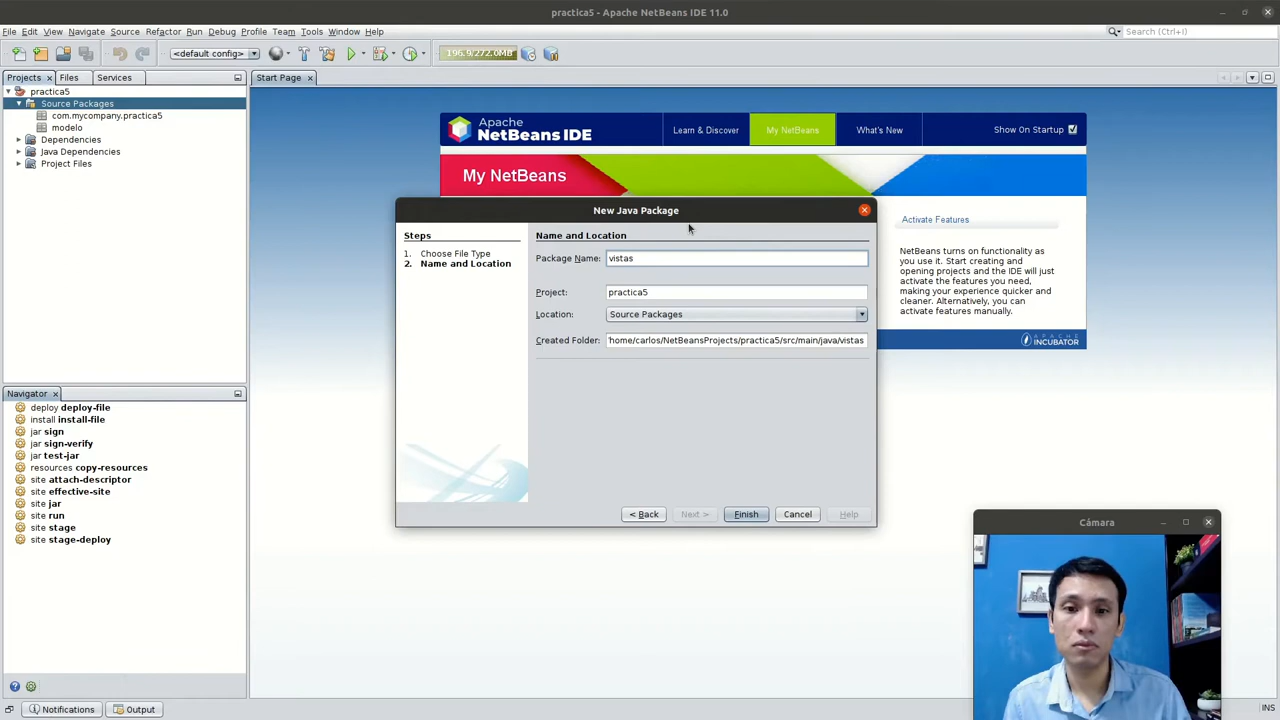 practica5 - Apache NetBeans IDE 11.0
File Edit View Navigate Source Refactor Run Debug Profile Team Tools Window Help
Search (Ctrl+I)
<default config>
196.9/272.0MB
Projects Files Services
Start Page
practica5
Source Packages
com.mycompany.practica5
modelo
Dependencies
Java Dependencies
Project Files
Apache
NetBeans IDE
Learn & Discover
My NetBeans
What's New
Show On Startup
My NetBeans
Activate Features
NetBeans turns on functionality as
you use it. Start creating and
opening projects and the IDE will just
activate the features you need,
making your experience quicker and
cleaner. Alternatively, you can
activate features manually.
APACHE
INCUBATOR
New Java Package
Steps
1. Choose File Type
2. Name and Location
Name and Location
Package Name: vistas
Project: practica5
Location: Source Packages
Created Folder: /home/carlos/NetBeansProjects/practica5/src/main/java/vistas
< Back Next > Finish Cancel Help
Navigator
deploy deploy-file
install install-file
jar sign
jar sign-verify
jar test-jar
resources copy-resources
site attach-descriptor
site effective-site
site jar
site run
site stage
site stage-deploy
Cámara
Notifications Output
INS